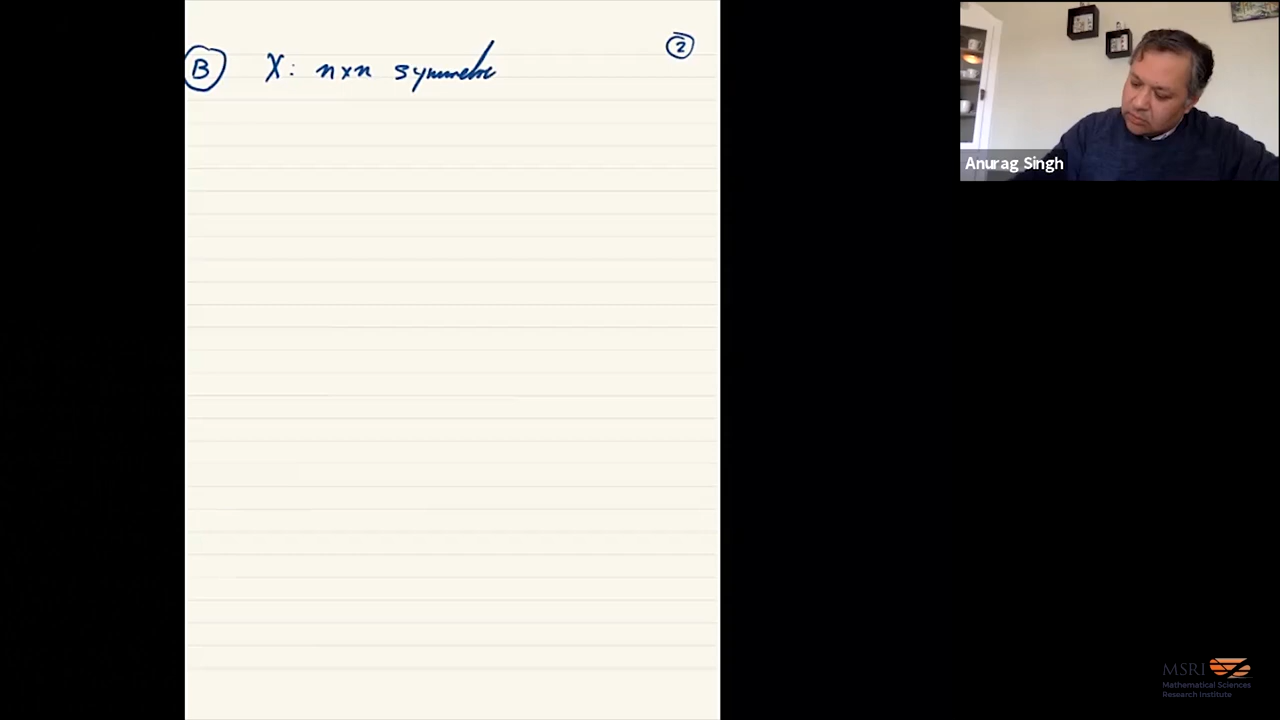 ②
Ⓑ X: n×n symmetric
Anurag Singh
MSRI
Mathematical Sciences
Research Institute